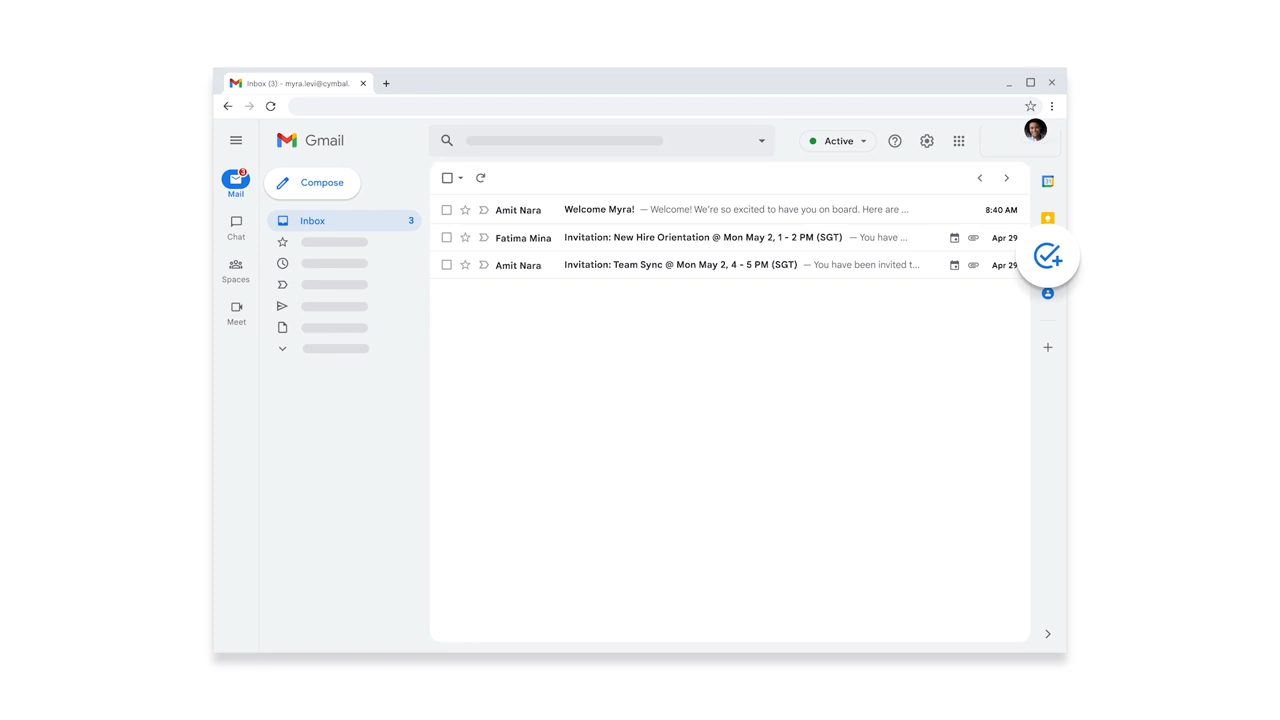 Inbox (3) - myra.levi@cymbal.
Gmail
Active
3
Mail
Compose
Inbox 3
Chat
Spaces
Meet
Amit Nara Welcome Myra! — Welcome! We're so excited to have you on board. Here are ... 8:40 AM
Fatima Mina Invitation: New Hire Orientation @ Mon May 2, 1 - 2 PM (SGT) — You have ... Apr 29
Amit Nara Invitation: Team Sync @ Mon May 2, 4 - 5 PM (SGT) — You have been invited t... Apr 29